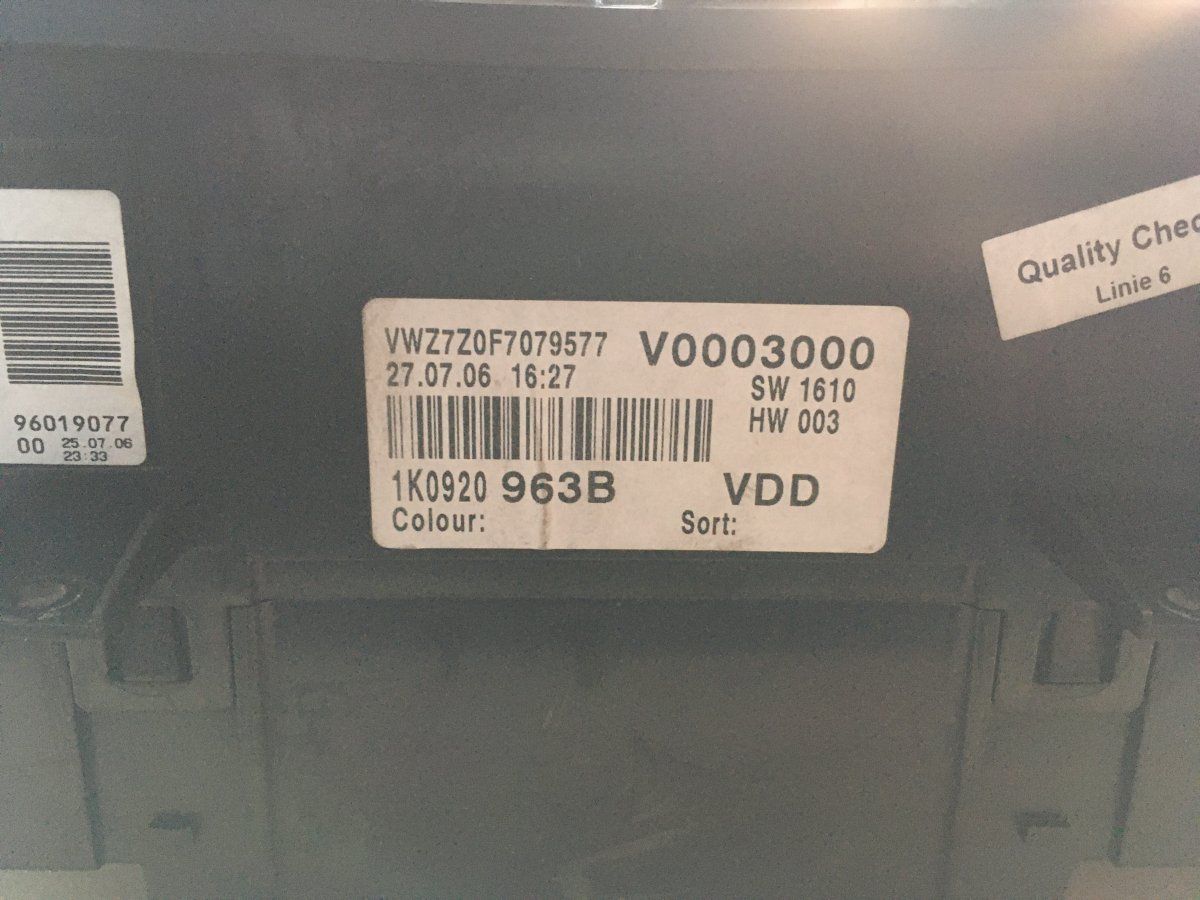 96019077
00 25.07.06
23:33
VWZ7Z0F7079577 V0003000
27.07.06 16:27 SW 1610
HW 003
1K0920 963B VDD
Colour: Sort:
Quality Chec
Linie 6